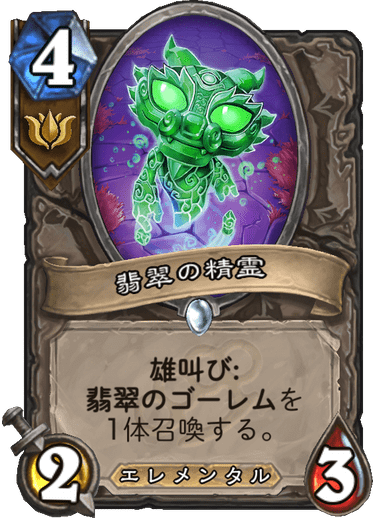 4
翡翠の精霊
雄叫び:
翡翠のゴーレムを
1体召喚する。
2
エレメンタル
3